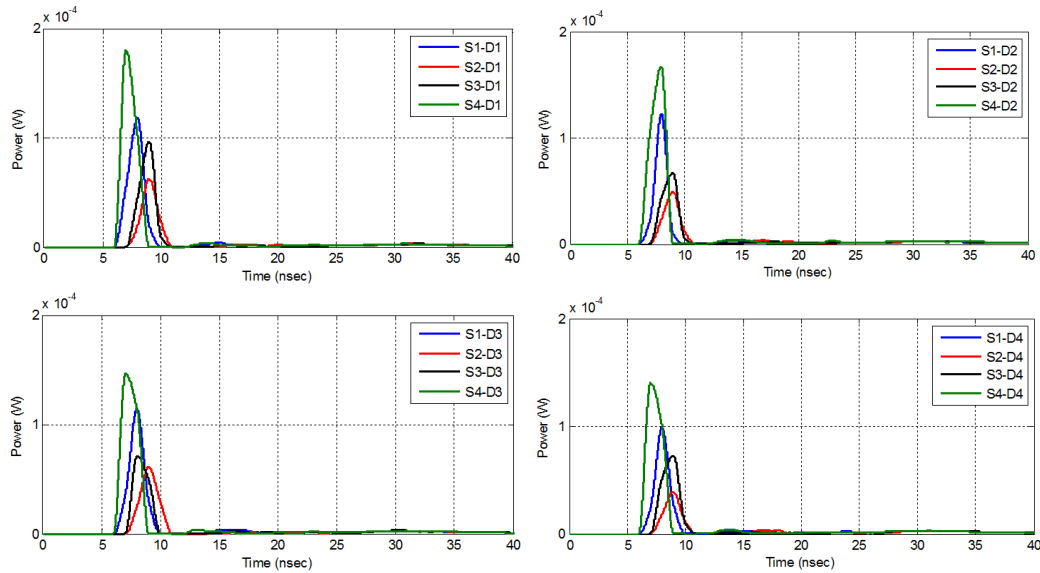 x 10-4
2
1
0
Power (W)
0 5 10 15 20 25 30 35 40
Time (nsec)
S1-D1
S2-D1
S3-D1
S4-D1
x 10-4
2
1
0
Power (W)
0 5 10 15 20 25 30 35 40
Time (nsec)
S1-D2
S2-D2
S3-D2
S4-D2
x 10-4
2
1
0
Power (W)
0 5 10 15 20 25 30 35 40
Time (nsec)
S1-D3
S2-D3
S3-D3
S4-D3
x 10-4
2
1
0
Power (W)
0 5 10 15 20 25 30 35 40
Time (nsec)
S1-D4
S2-D4
S3-D4
S4-D4